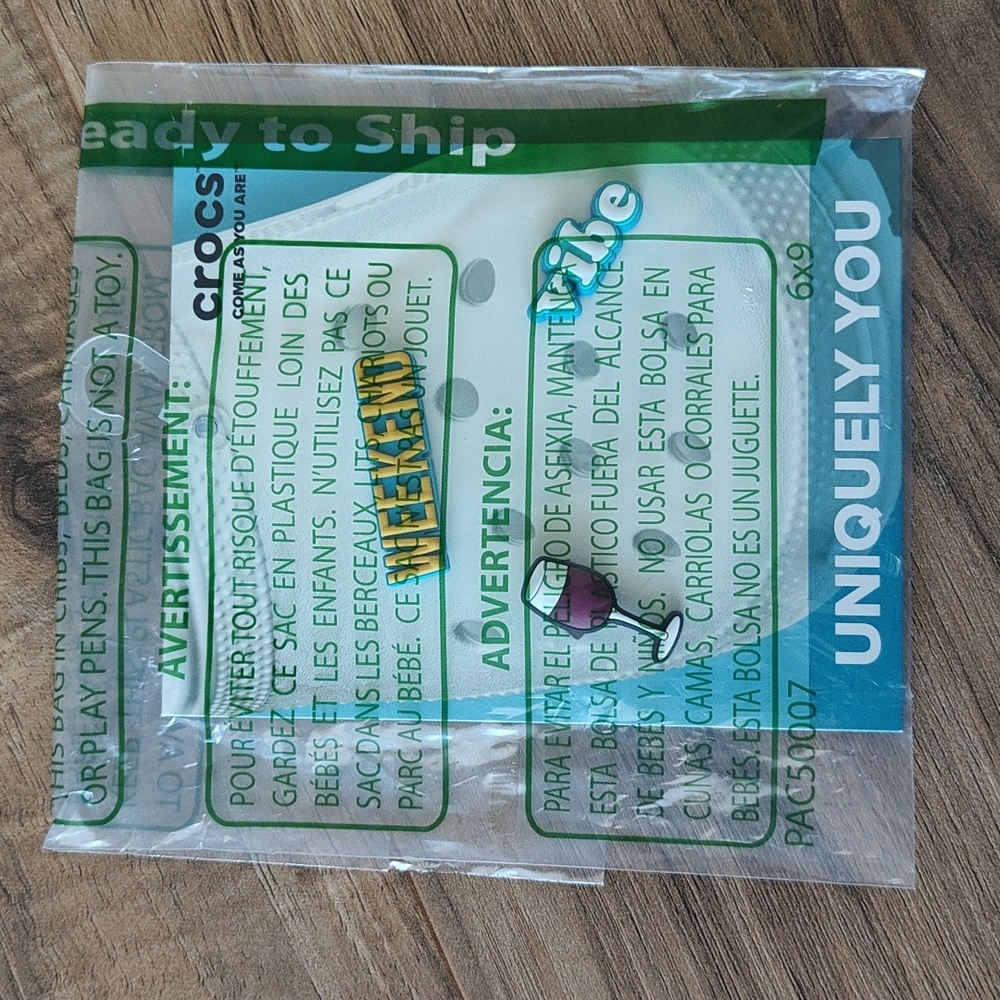 eady to Ship
crocs™
COME AS YOU ARE™
THIS BAG IN CRIBS, BEDS, CARRIAGES
OR PLAY PENS. THIS BAG IS NOT A TOY.
AVERTISSEMENT:
POUR ÉVITER TOUT RISQUE D'ÉTOUFFEMENT,
GARDEZ CE SAC EN PLASTIQUE LOIN DES
BÉBÉS ET LES ENFANTS. N'UTILISEZ PAS CE
SAC DANS LES BERCEAUX, LITS, CHARIOTS OU
PARC AU BÉBÉ. CE SAC N'EST PAS UN JOUET.
WEEKEND
ADVERTENCIA:
PARA EVITAR EL PELIGRO DE ASFIXIA, MANTENGA
ESTA BOLSA DE PLASTICO FUERA DEL ALCANCE
DE BEBES Y NIÑOS. NO USAR ESTA BOLSA EN
CUNAS, CAMAS, CARRIOLAS O CORRALES PARA
BEBÉS. ESTA BOLSA NO ES UN JUGUETE.
Vibe
PAC50007 6x9
UNIQUELY YOU